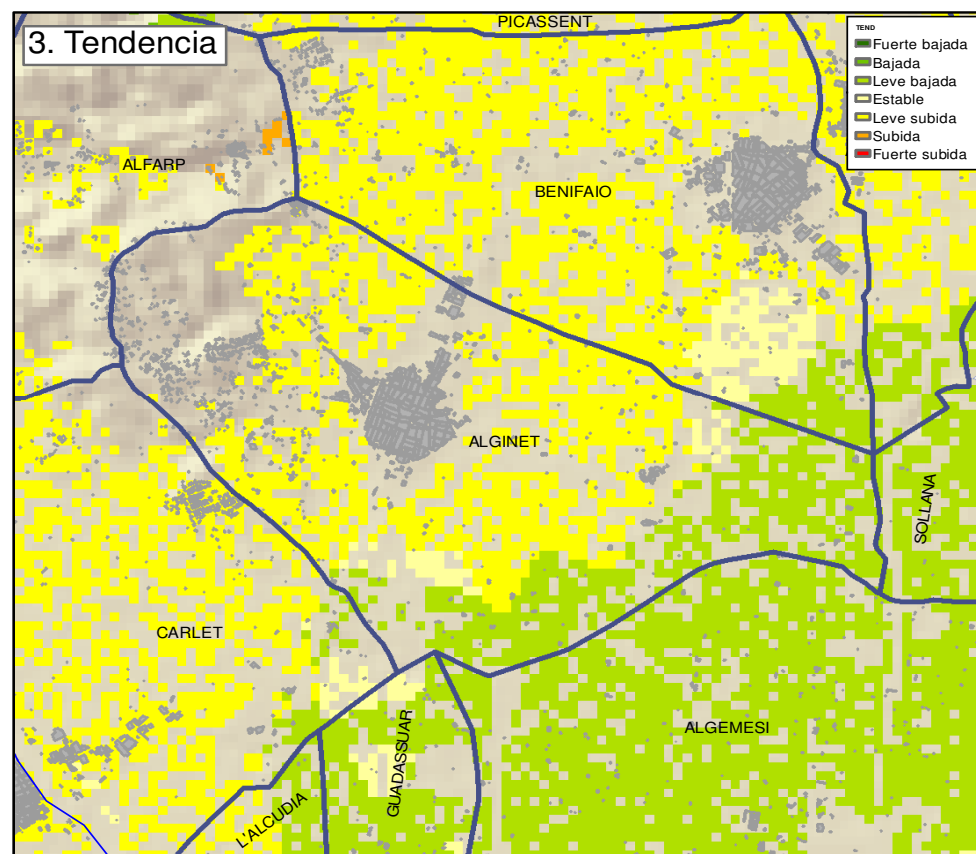 3. Tendencia
PICASSENT
TEND
Fuerte bajada
Bajada
Leve bajada
Estable
Leve subida
Subida
Fuerte subida
ALFARP
BENIFAIO
ALGINET
SOLLANA
CARLET
ALGEMESI
GUADASSUAR
L'ALCUDIA